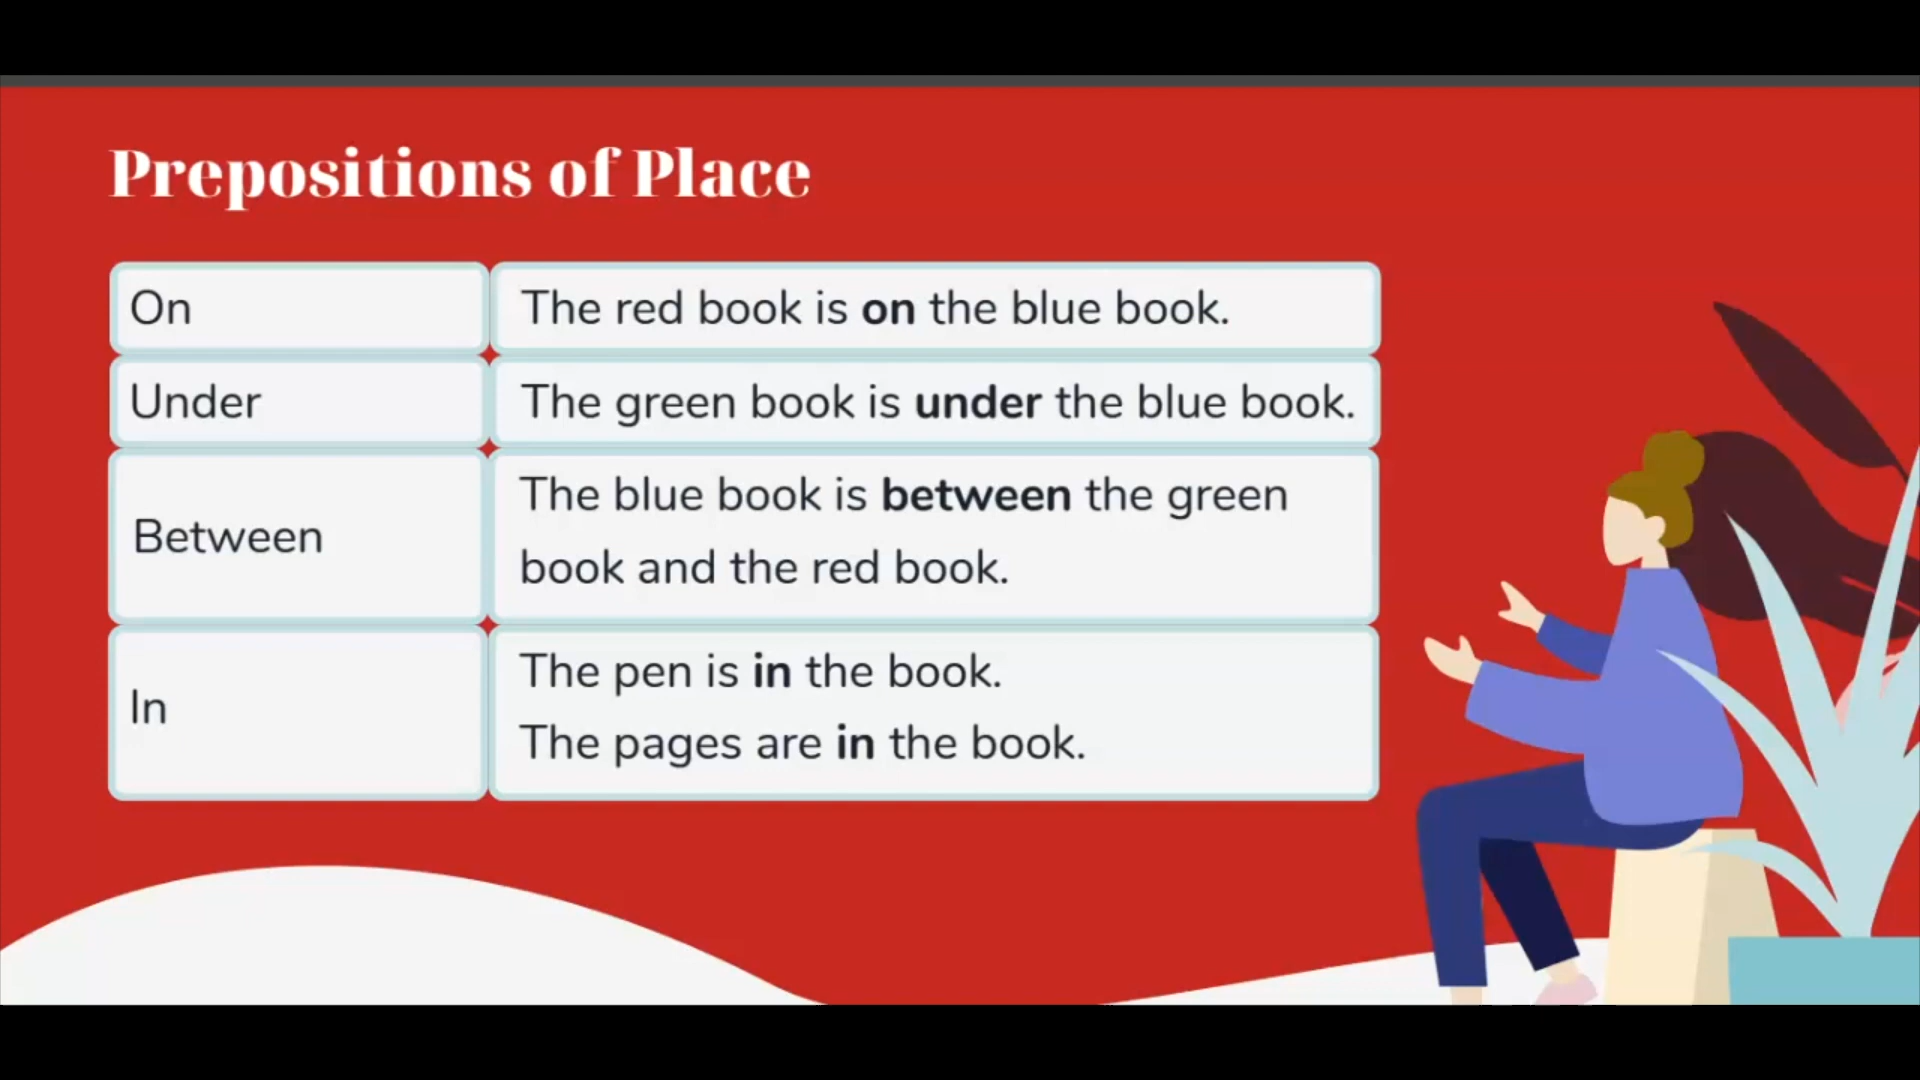 Prepositions of Place
On
The red book is on the blue book.
Under
The green book is under the blue book.
Between
The blue book is between the green
book and the red book.
In
The pen is in the book.
The pages are in the book.